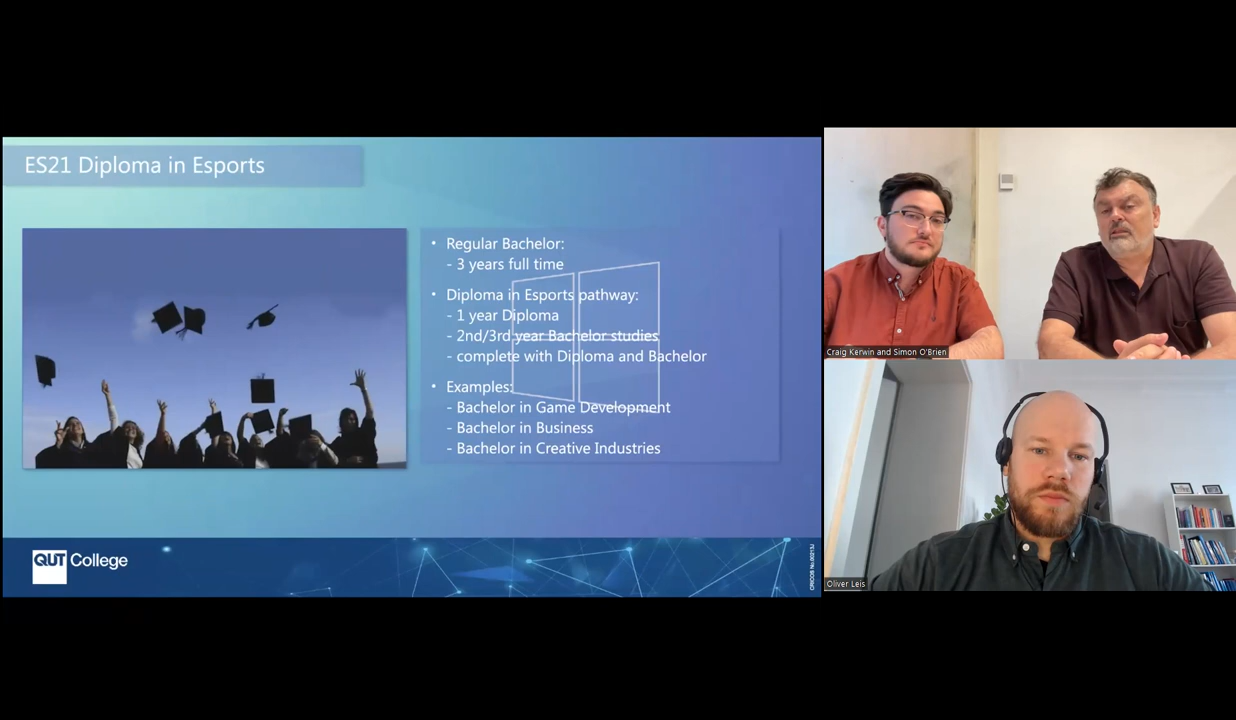 ES21 Diploma in Esports
• Regular Bachelor:
- 3 years full time
• Diploma in Esports pathway:
- 1 year Diploma
- 2nd/3rd year Bachelor studies
- complete with Diploma and Bachelor
• Examples:
- Bachelor in Game Development
- Bachelor in Business
- Bachelor in Creative Industries
QUT College
Craig Kerwin and Simon O'Brien
Oliver Leis